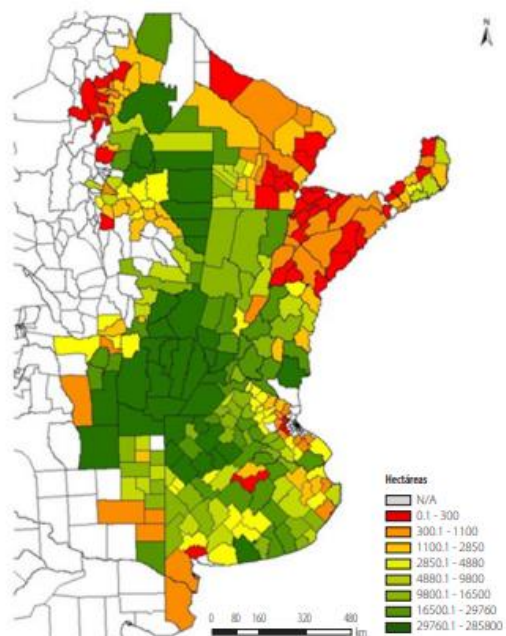 N
Hectáreas
N/A
0.1 - 300
300.1 - 1100
1100.1 - 2850
2850.1 - 4880
4880.1 - 9800
9800.1 - 16500
16500.1 - 29760
29760.1 - 285800
0 80 160 240 320 480
km